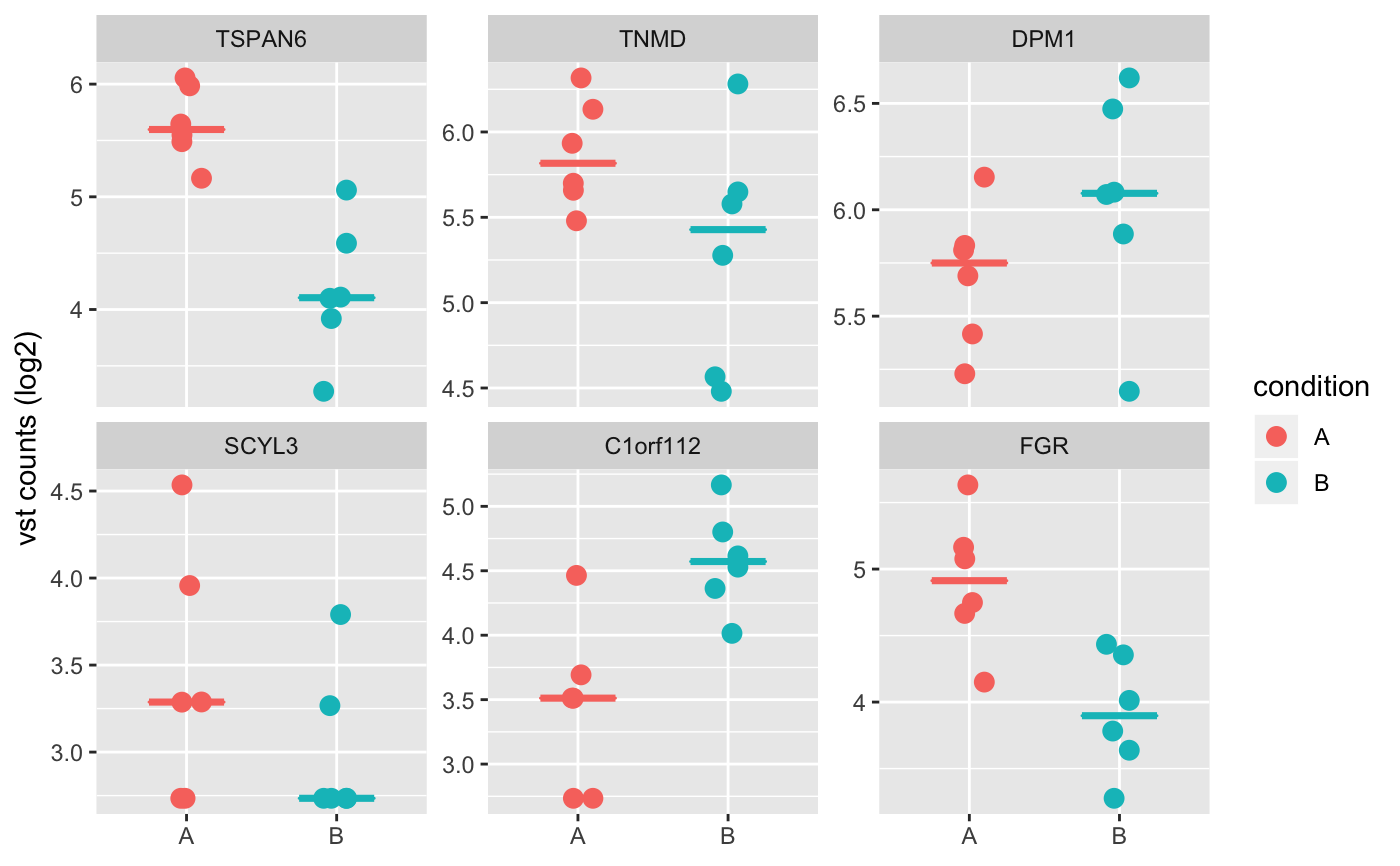 TSPAN6 TNMD DPM1
6 5 4
6.0 5.5 5.0 4.5
6.5 6.0 5.5
vst counts (log2)
SCYL3 C1orf112 FGR
4.5 4.0 3.5 3.0
5.0 4.5 4.0 3.5 3.0
5 4
A B A B A B
condition
A
B